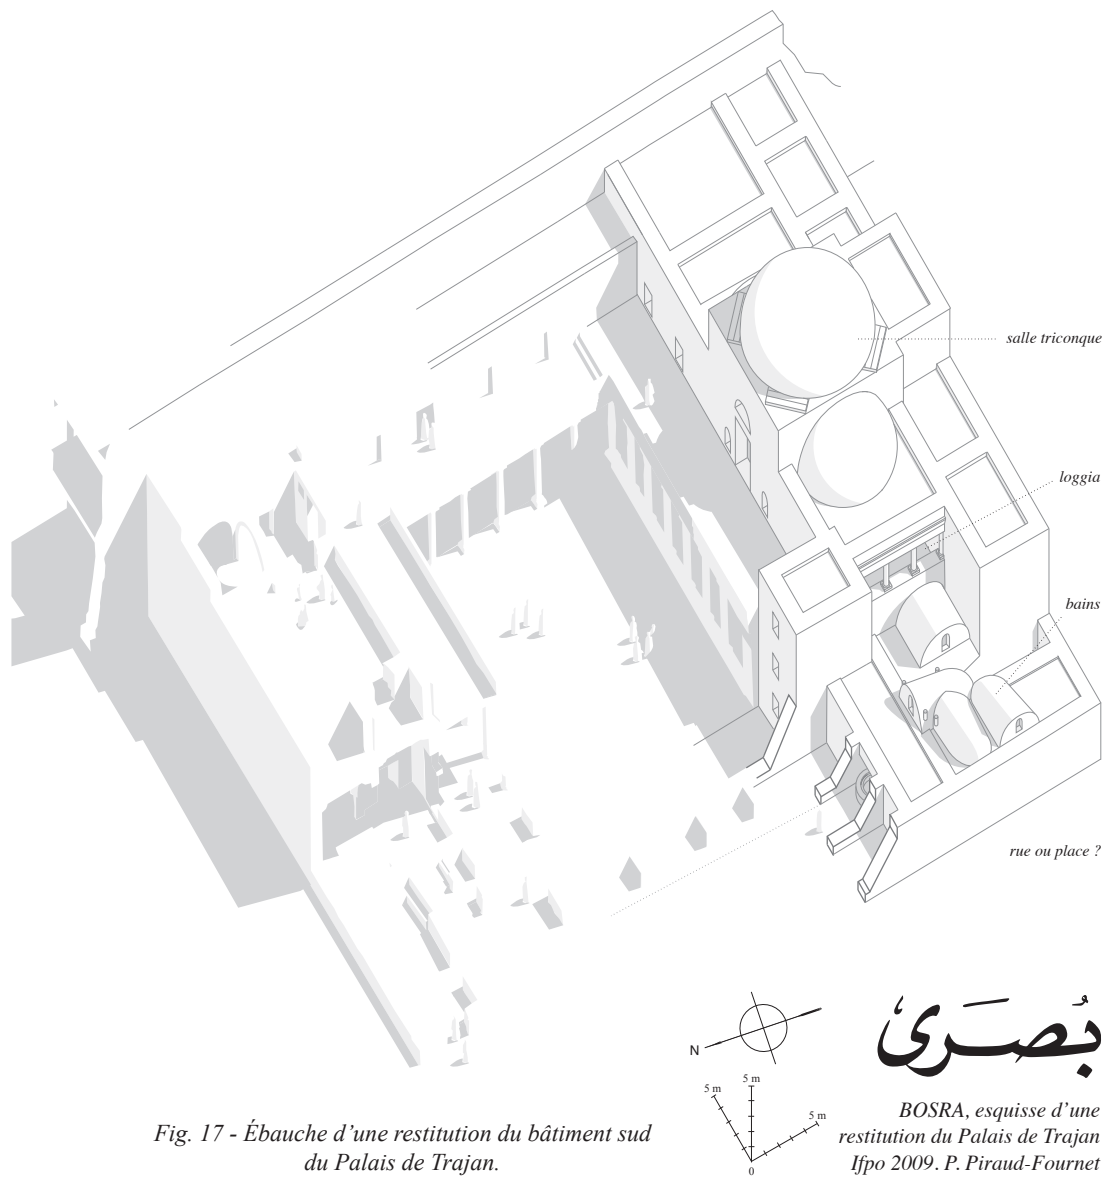 salle triconque
loggia
bains
rue ou place ?
N
5 m
5 m
5 m
0
بُصرَى
BOSRA, esquisse d’une
restitution du Palais de Trajan
Ifpo 2009. P. Piraud-Fournet
Fig. 17 - Ébauche d’une restitution du bâtiment sud
du Palais de Trajan.